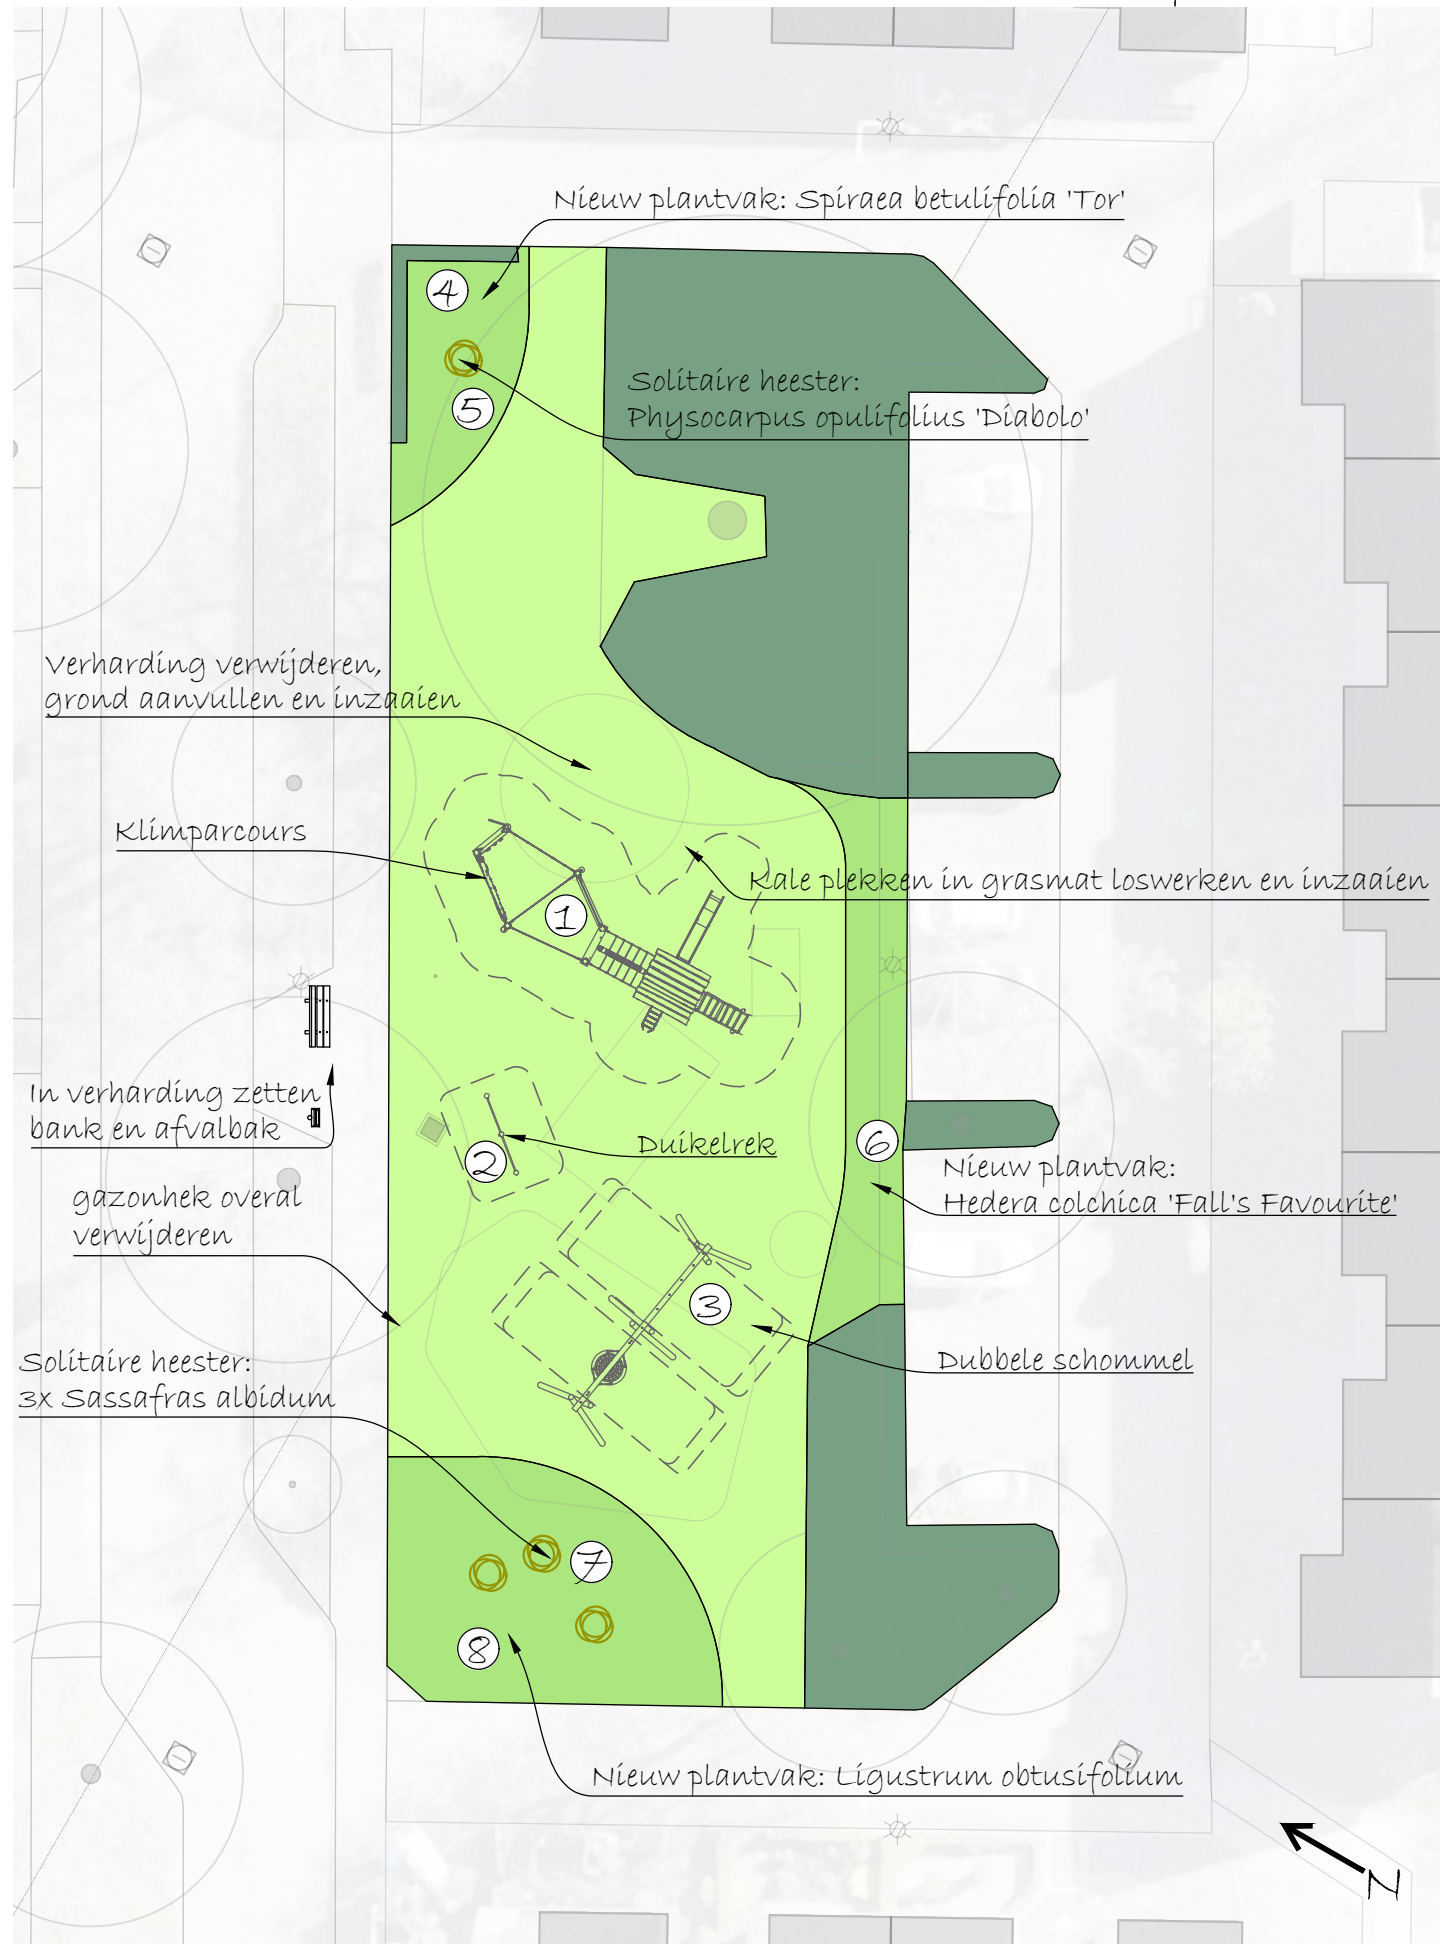 Nieuw plantvak: Spiraea betulifolia 'Tor'
4
Solitaire heester:
Physocarpus opulifolius 'Diabolo'
5
Verharding verwijderen,
grond aanvullen en inzaaien
Klimparcours
Kale plekken in grasmat loswerken en inzaaien
1
In verharding zetten
bank en afvalbak
Duikelrek
2
6
Nieuw plantvak:
Hedera colchica 'Fall's Favourite'
gazonhek overal
verwijderen
3
Solitaire heester:
3x Sassafras albidum
Dubbele schommel
7
8
Nieuw plantvak: Ligustrum obtusifolium
N